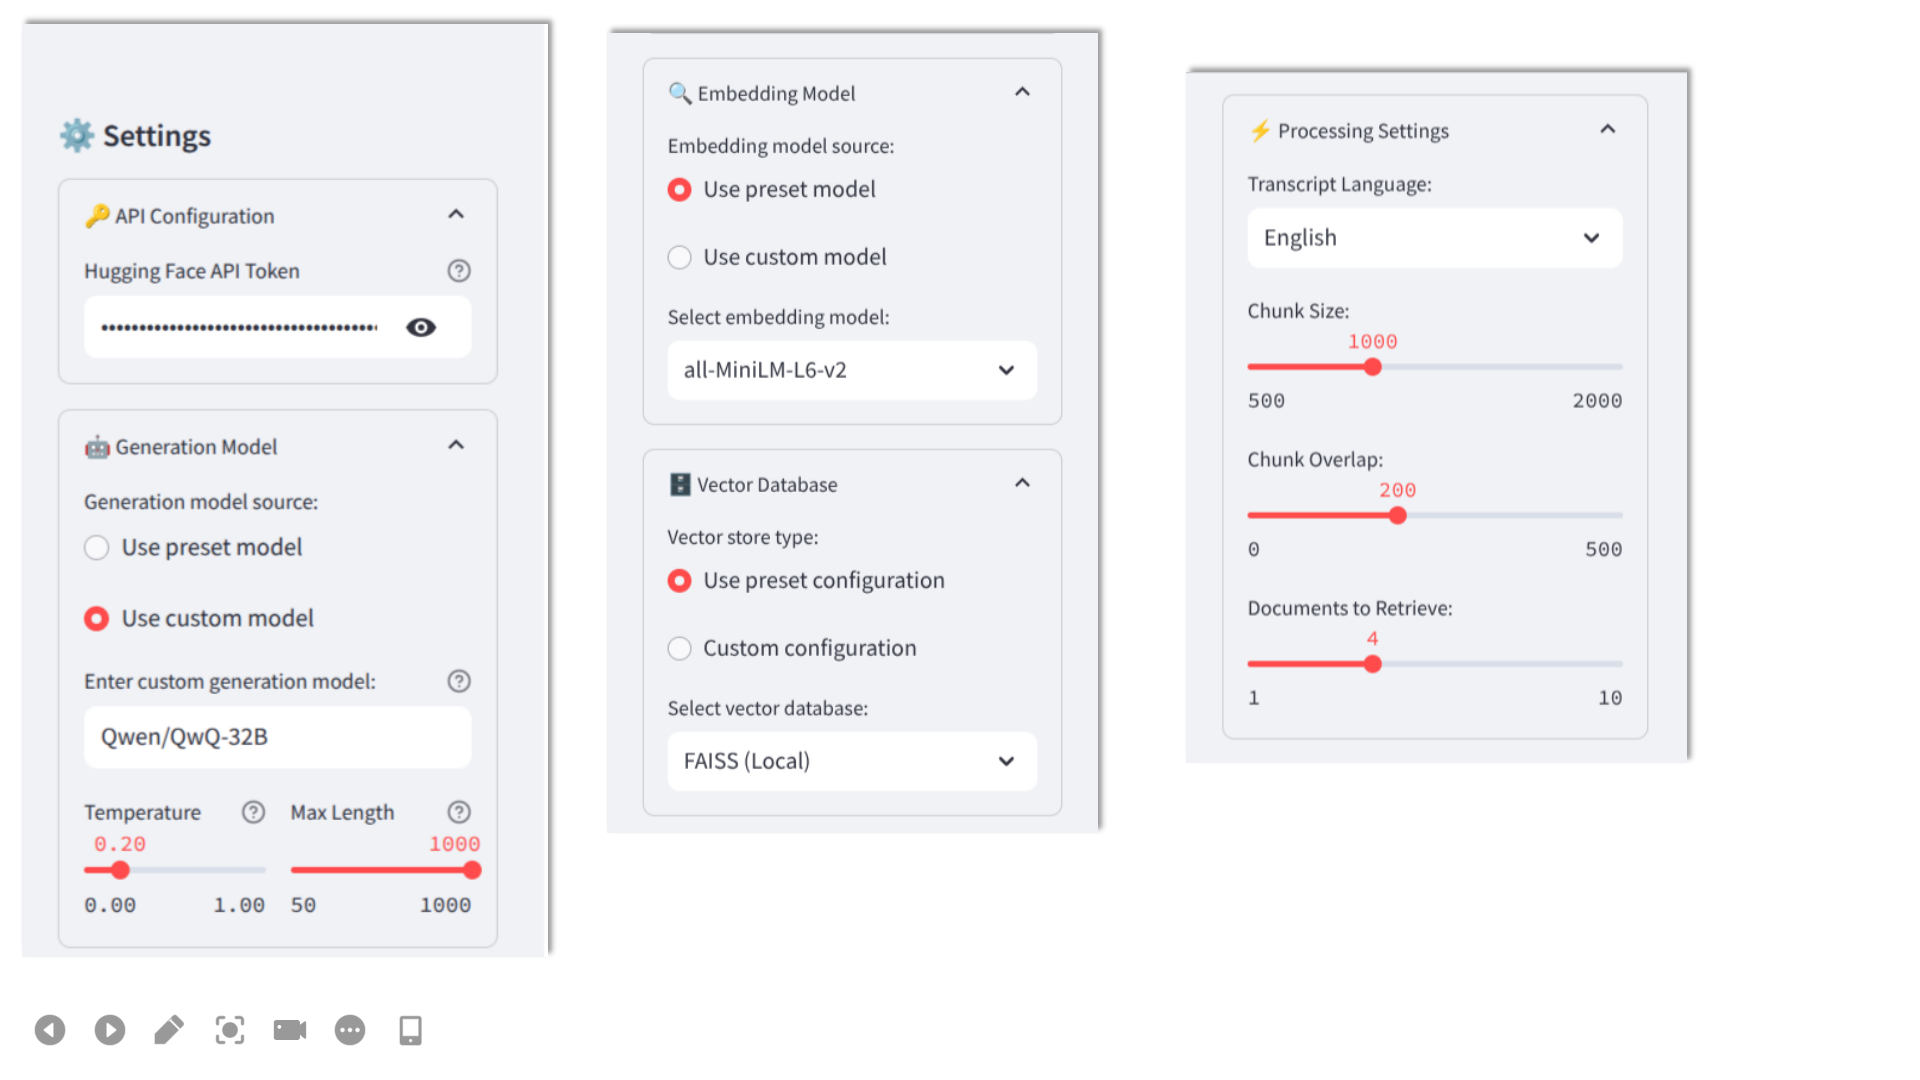 Settings
API Configuration
Hugging Face API Token
Generation Model
Generation model source:
Use preset model
Use custom model
Enter custom generation model:
Qwen/QwQ-32B
Temperature
Max Length
0.20
1000
0.00
1.00
50
1000
Embedding Model
Embedding model source:
Use preset model
Use custom model
Select embedding model:
all-MiniLM-L6-v2
Vector Database
Vector store type:
Use preset configuration
Custom configuration
Select vector database:
FAISS (Local)
Processing Settings
Transcript Language:
English
Chunk Size:
1000
500
2000
Chunk Overlap:
200
0
500
Documents to Retrieve:
4
1
10